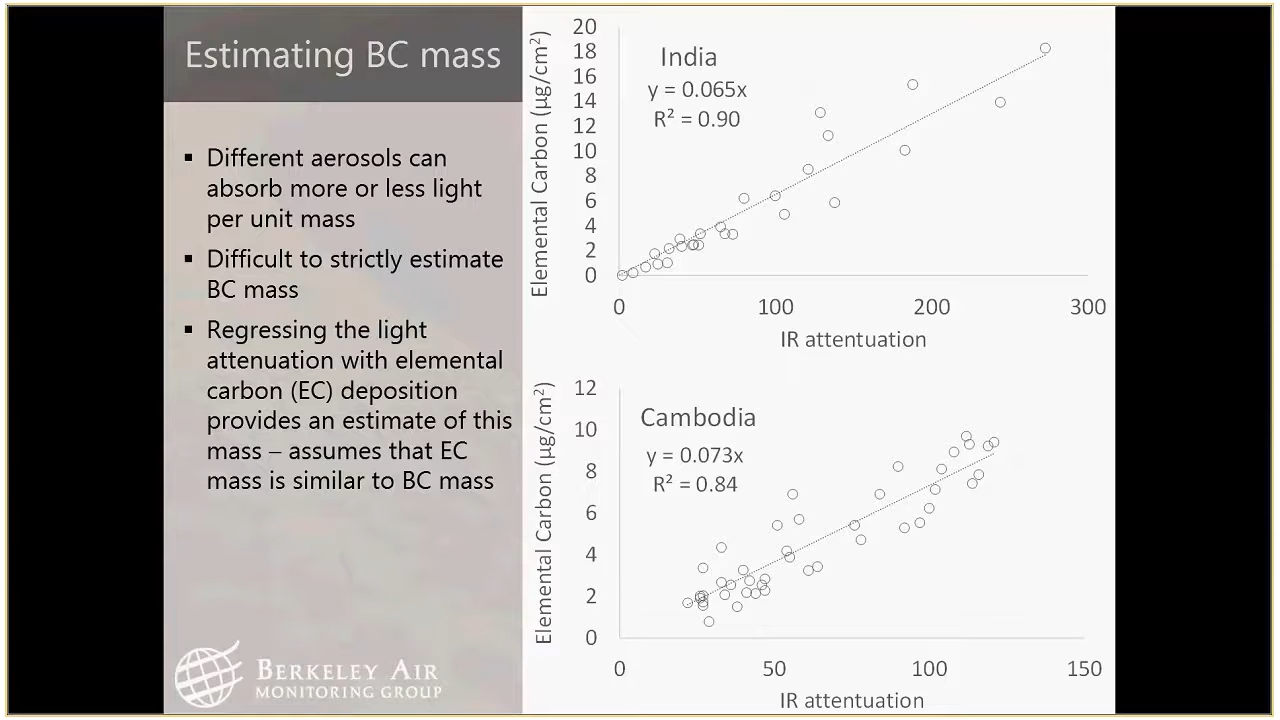 Estimating BC mass
▪ Different aerosols can
absorb more or less light
per unit mass
▪ Difficult to strictly estimate
BC mass
▪ Regressing the light
attenuation with elemental
carbon (EC) deposition
provides an estimate of this
mass – assumes that EC
mass is similar to BC mass
BERKELEY AIR
MONITORING GROUP
Elemental Carbon (µg/cm²)
20
18
16
14
12
10
8
6
4
2
0
India
y = 0.065x
R² = 0.90
0 100 200 300
IR attentuation
Elemental Carbon (µg/cm²)
12
10
8
6
4
2
0
Cambodia
y = 0.073x
R² = 0.84
0 50 100 150
IR attentuation